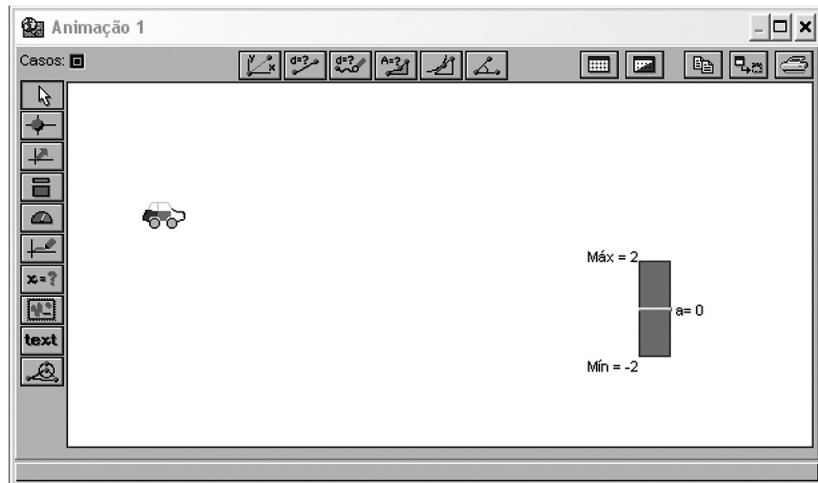 Animação 1
Casos:
y x d=? d=? A=?
x=?
text
Máx = 2
a= 0
Mín = -2